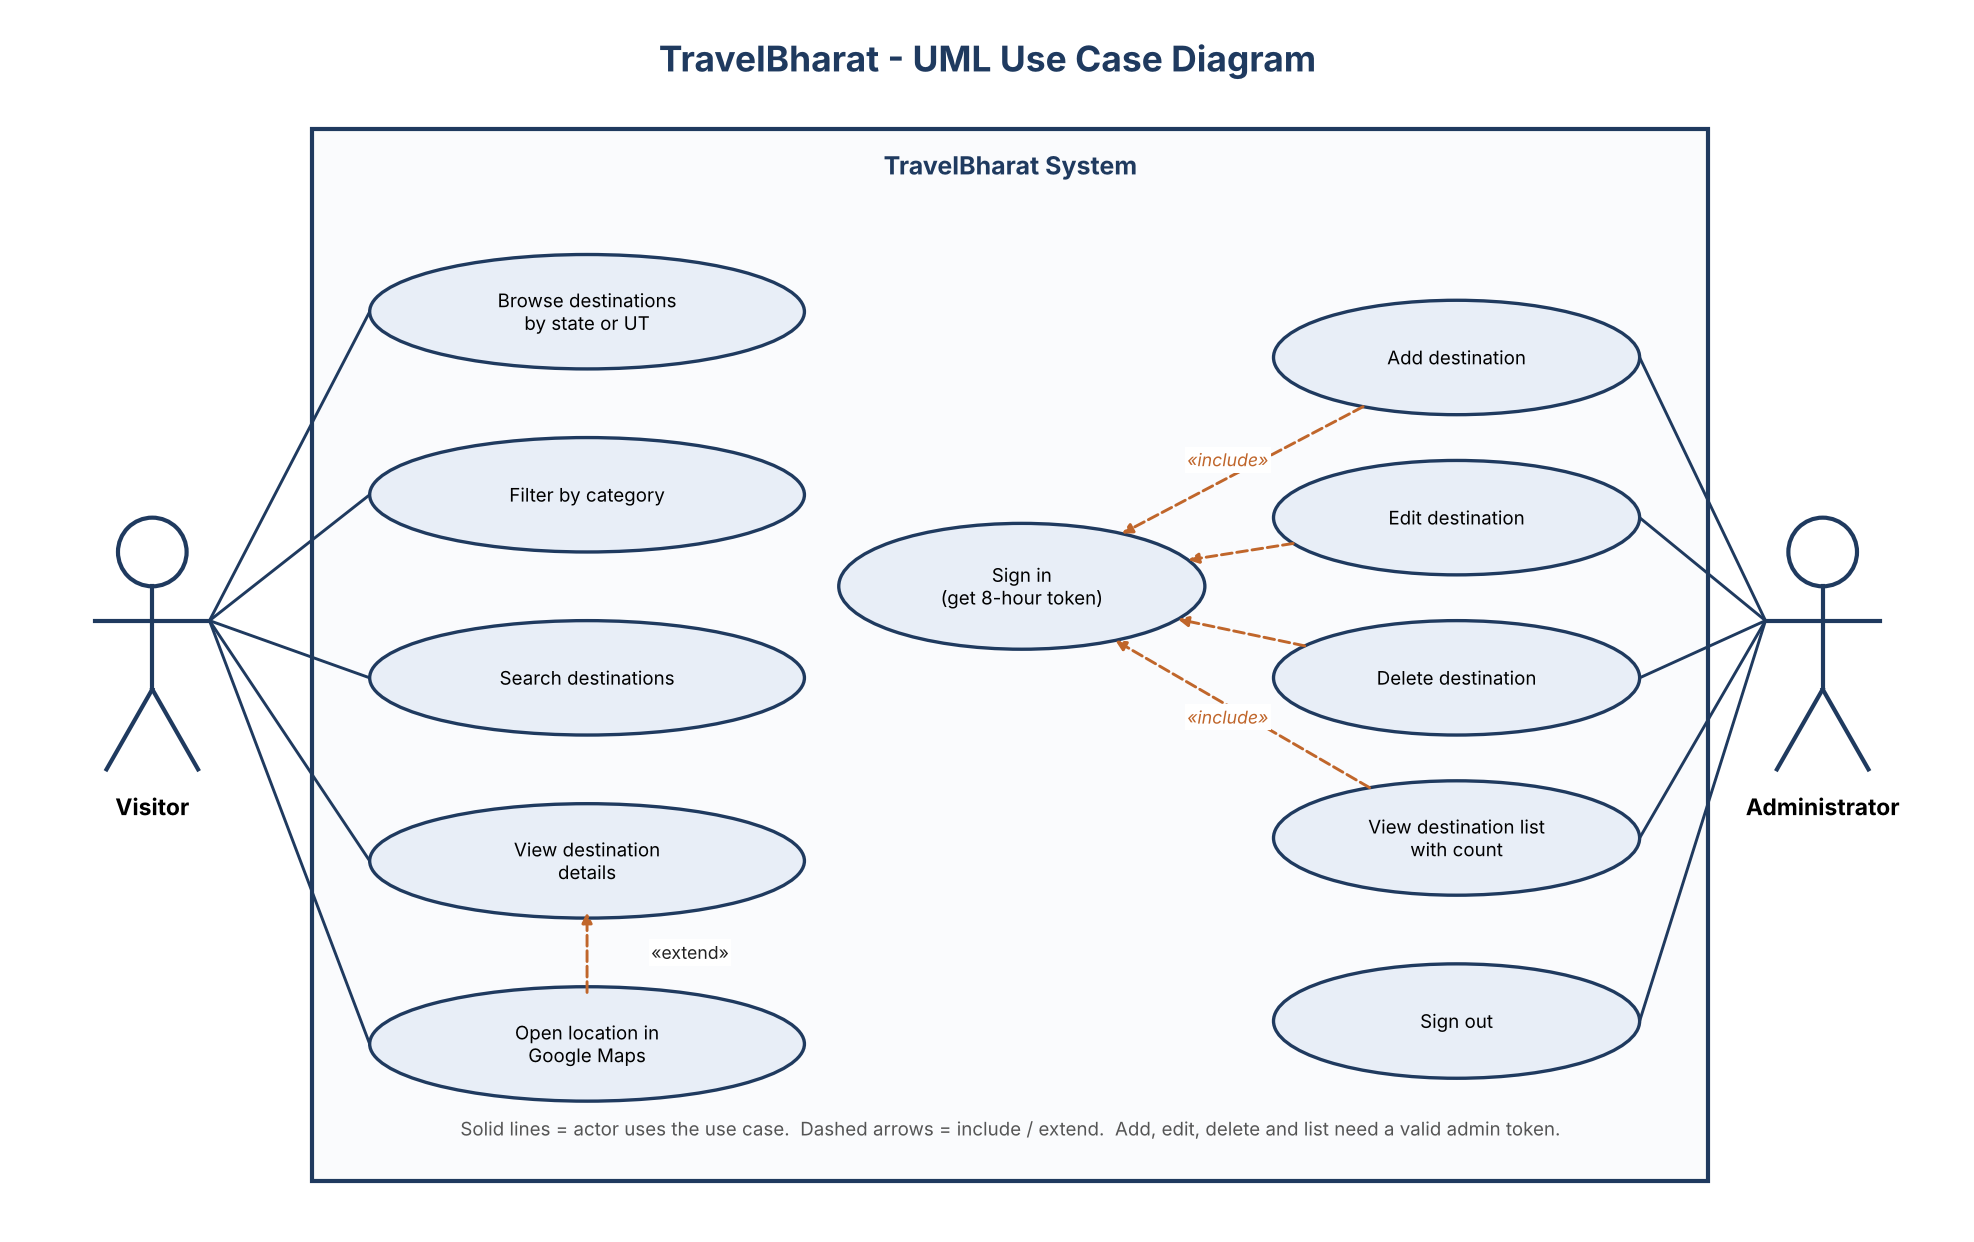 TravelBharat - UML Use Case Diagram
TravelBharat System
Browse destinations
by state or UT
Filter by category
Search destinations
View destination
details
«extend»
Open location in
Google Maps
Sign in
(get 8-hour token)
«include»
«include»
Add destination
Edit destination
Delete destination
View destination list
with count
Sign out
Visitor
Administrator
Solid lines = actor uses the use case.  Dashed arrows = include / extend.  Add, edit, delete and list need a valid admin token.